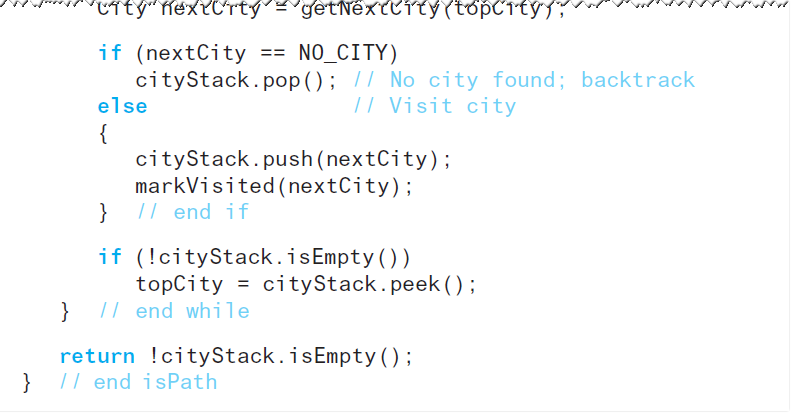 City nextCity = getNextCity(topCity);
if (nextCity == NO_CITY)
cityStack.pop(); // No city found; backtrack
else // Visit city
{
cityStack.push(nextCity);
markVisited(nextCity);
} // end if
if (!cityStack.isEmpty())
topCity = cityStack.peek();
} // end while
return !cityStack.isEmpty();
} // end isPath